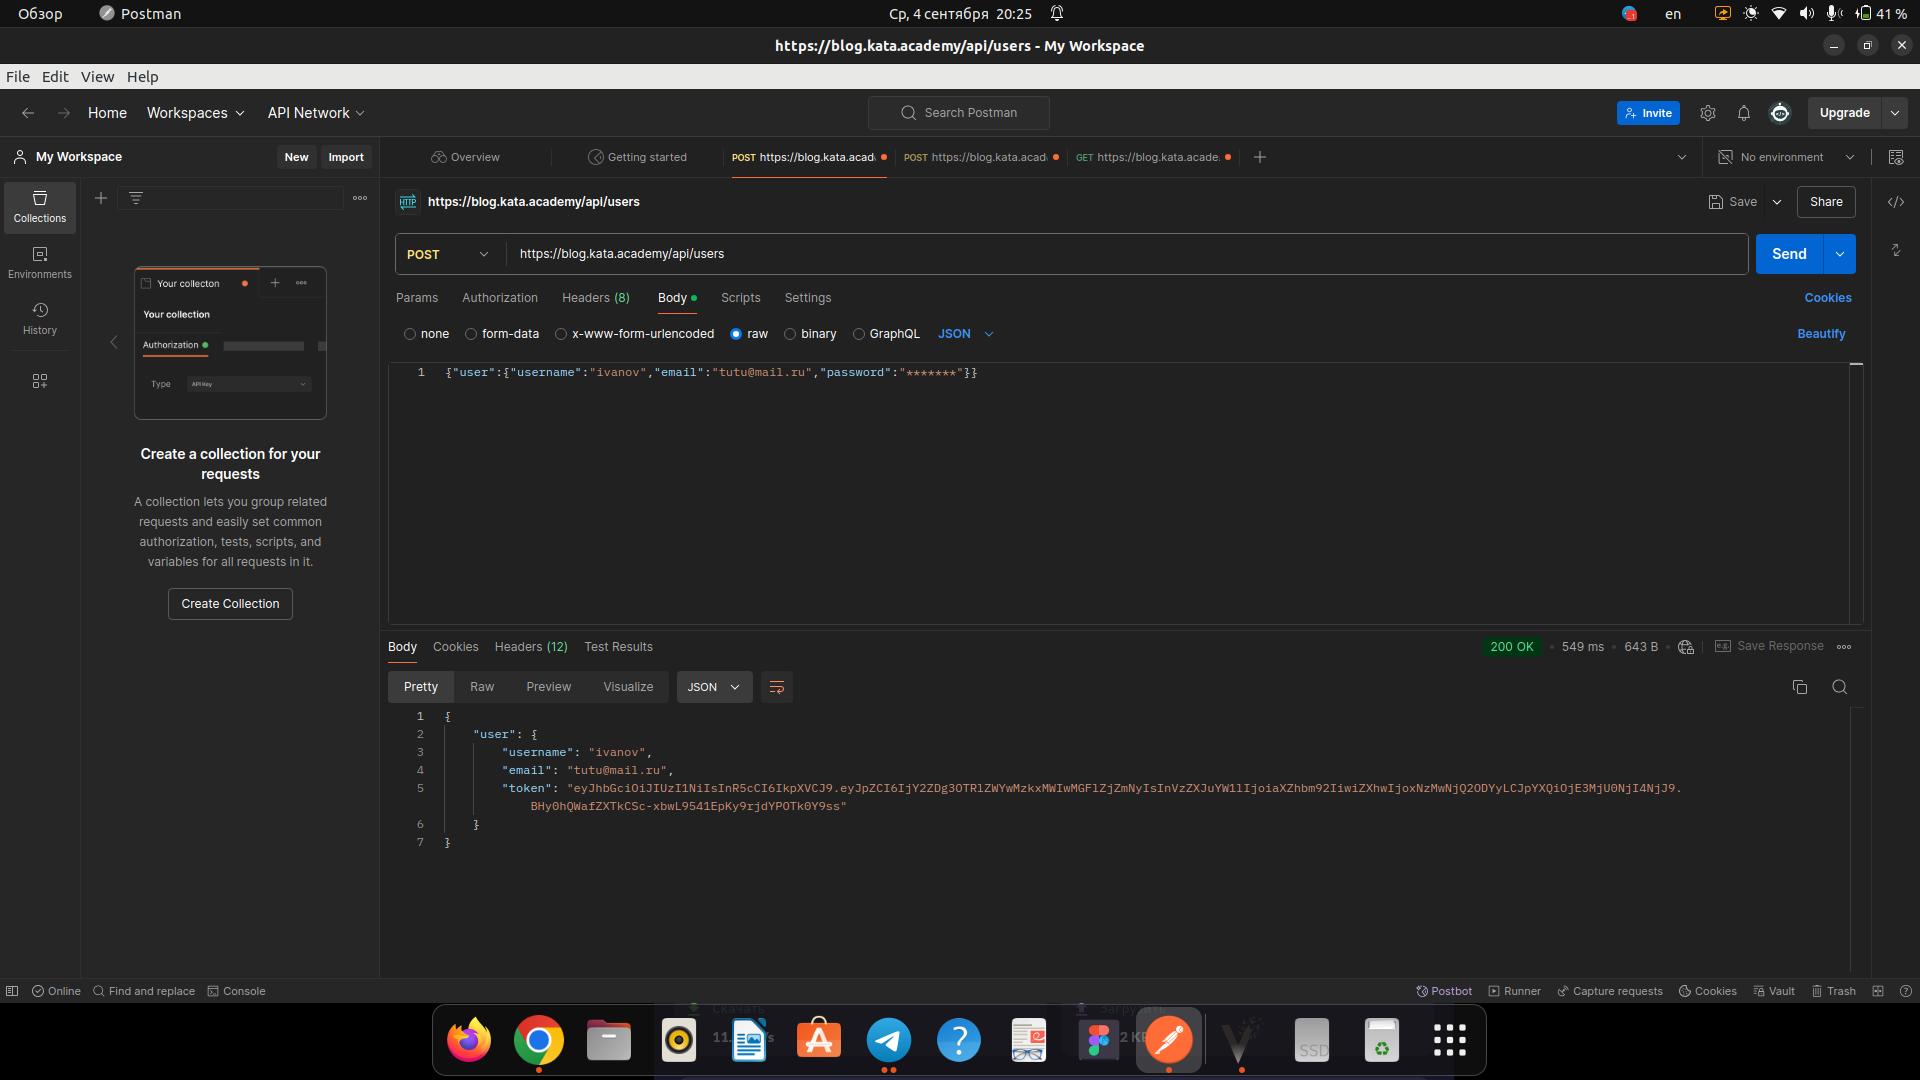 Обзор
Postman
Ср, 4 сентября 20:25
en
41 %
https://blog.kata.academy/api/users - My Workspace
File Edit View Help
Home
Workspaces
API Network
Search Postman
Invite
Upgrade
My Workspace
New
Import
Overview
Getting started
POST https://blog.kata.acad
POST https://blog.kata.acad
GET https://blog.kata.acade.
No environment
Collections
Environments
History
Your collecton
Your collection
Authorization
Type
API Key
Create a collection for your
requests
A collection lets you group related
requests and easily set common
authorization, tests, scripts, and
variables for all requests in it.
Create Collection
HTTP
https://blog.kata.academy/api/users
Save
Share
POST
https://blog.kata.academy/api/users
Send
Params
Authorization
Headers (8)
Body
Scripts
Settings
Cookies
none
form-data
x-www-form-urlencoded
raw
binary
GraphQL
JSON
Beautify
1 {"user":{"username":"ivanov","email":"tutu@mail.ru","password":"*******"}}
Body
Cookies
Headers (12)
Test Results
200 OK
549 ms
643 B
e.g.
Save Response
Pretty
Raw
Preview
Visualize
JSON
1 {
2 "user": {
3 "username": "ivanov",
4 "email": "tutu@mail.ru",
5 "token": "eyJhbGciOiJIUzI1NiIsInR5cCI6IkpXVCJ9.eyJpZCI6IjY2ZDg3OTRlZWYwMzkxMWIwMGFlZjZmNyIsInVzZXJuYW1lIjoiaXZhbm92IiwiZXhwIjoxNzMwNjQ2ODYyLCJpYXQiOjE3MjU0NjI4NjJ9.
BHy0hQWafZXTkCSc-xbwL9541EpKy9rjdYPOTk0Y9ss"
6 }
7 }
Online
Find and replace
Console
Postbot
Runner
Capture requests
Cookies
Vault
Trash
Скачать
Загрузить
11.
s
2 K
SSD